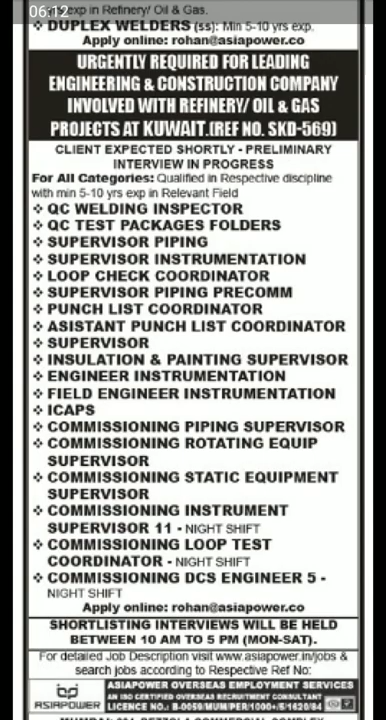 06:12
exp in Refinery/ Oil & Gas.
❖ DUPLEX WELDERS (ss): Min 5-10 yrs exp.
Apply online: rohan@asiapower.co
URGENTLY REQUIRED FOR LEADING
ENGINEERING & CONSTRUCTION COMPANY
INVOLVED WITH REFINERY/ OIL & GAS
PROJECTS AT KUWAIT.(REF NO. SKD-569)
CLIENT EXPECTED SHORTLY - PRELIMINARY
INTERVIEW IN PROGRESS
For All Categories: Qualified in Respective discipline
with min 5-10 yrs exp in Relevant Field
❖ QC WELDING INSPECTOR
❖ QC TEST PACKAGES FOLDERS
❖ SUPERVISOR PIPING
❖ SUPERVISOR INSTRUMENTATION
❖ LOOP CHECK COORDINATOR
❖ SUPERVISOR PIPING PRECOMM
❖ PUNCH LIST COORDINATOR
❖ ASISTANT PUNCH LIST COORDINATOR
❖ SUPERVISOR
❖ INSULATION & PAINTING SUPERVISOR
❖ ENGINEER INSTRUMENTATION
❖ FIELD ENGINEER INSTRUMENTATION
❖ ICAPS
❖ COMMISSIONING PIPING SUPERVISOR
❖ COMMISSIONING ROTATING EQUIP
SUPERVISOR
❖ COMMISSIONING STATIC EQUIPMENT
SUPERVISOR
❖ COMMISSIONING INSTRUMENT
SUPERVISOR 11 - NIGHT SHIFT
❖ COMMISSIONING LOOP TEST
COORDINATOR - NIGHT SHIFT
❖ COMMISSIONING DCS ENGINEER 5 -
NIGHT SHIFT
Apply online: rohan@asiapower.co
SHORTLISTING INTERVIEWS WILL BE HELD
BETWEEN 10 AM TO 5 PM (MON-SAT).
For detailed Job Description visit www.asiapower.in/jobs &
search jobs according to Respective Ref No:
ASIAPOWER
ASIAPOWER OVERSEAS EMPLOYMENT SERVICES
AN ISO CERTIFIED OVERSEAS RECRUITMENT CONSULTANT
LICENCE NO.: B-0059/MUM/PER/1000+/5/1620/84